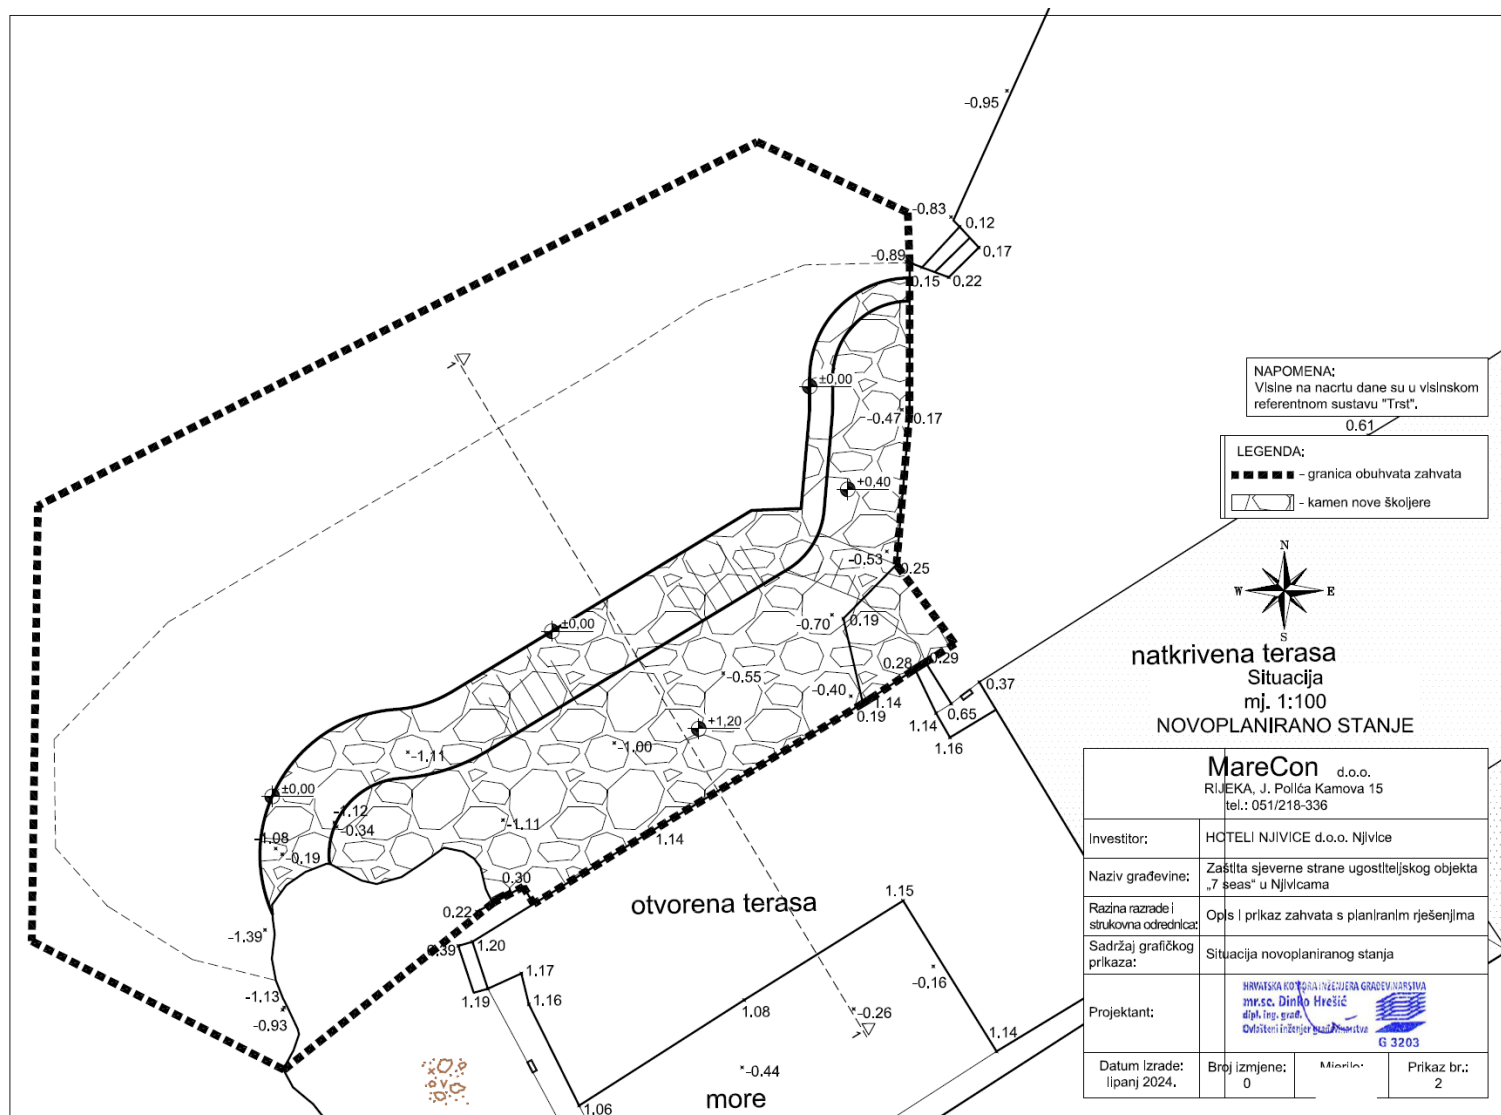 -0.95
-0.83
0.12
0.17
-0.89
0.15
0.22
±0,00
-0.47
0.17
+0,40
-0.53
0.25
±0,00
-0.70
0.19
0.28
0.29
-0.55
-0.40
1.14
0.19
0.37
0.65
1.14
1.16
+1,20
-1.00
-1.11
±0,00
-1.12
-0.34
-1.08
-0.19
-1.11
1.14
0.30
0.22
-1.39
0.39
1.20
1.17
1.19
1.16
-1.13
-0.93
otvorena terasa
1.15
-0.16
1.08
-0.26
1.14
-0.44
1.06
more
1
1
NAPOMENA:
Visine na nacrtu dane su u visinskom
referentnom sustavu "Trst".
0.61
LEGENDA:
- granica obuhvata zahvata
- kamen nove školjere
N
W E
S
natkrivena terasa
Situacija
mj. 1:100
NOVOPLANIRANO STANJE
MareCon d.o.o.
RIJEKA, J. Polića Kamova 15
tel.: 051/218-336
Investitor: HOTELI NJIVICE d.o.o. Njivice
Naziv građevine: Zaštita sjeverne strane ugostiteljskog objekta
„7 seas“ u Njivicama
Razina razrade i
strukovna odrednica: Opis i prikaz zahvata s planiranim rješenjima
Sadržaj grafičkog
prikaza: Situacija novoplaniranog stanja
Projektant:
HRVATSKA KOMORA INŽENJERA GRAĐEVINARSTVA
mr.sc. Dinko Hrešić
dipl. ing. građ.
Ovlašteni inženjer građevinarstva
G 3203
Datum izrade: Broj izmjene: Mjerilo: Prikaz br.:
lipanj 2024. 0 2